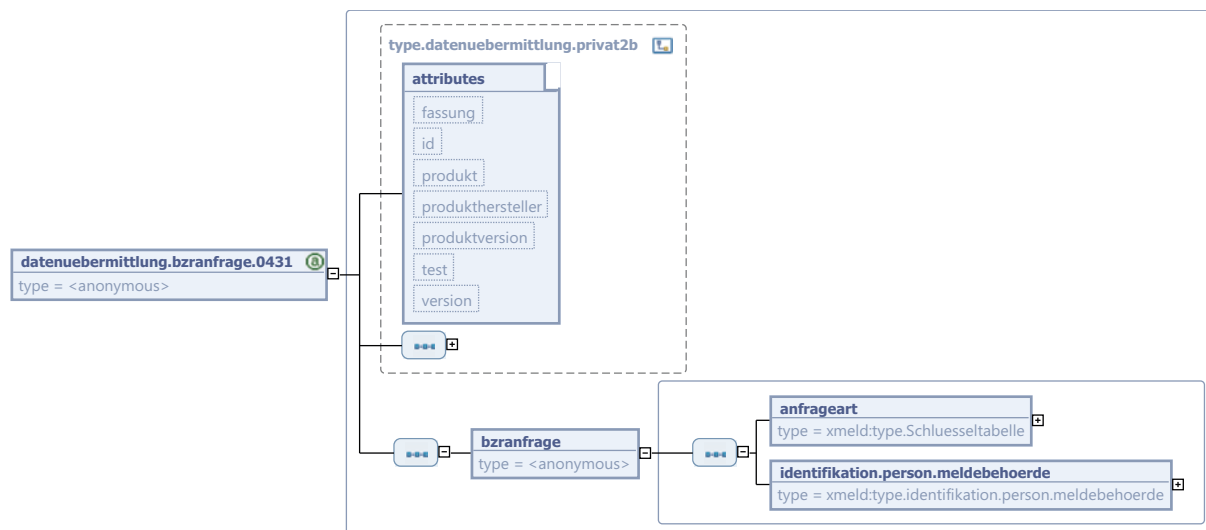 type.datenuebermittlung.privat2b
attributes
fassung
id
produkt
produkthersteller
produktversion
test
version
datenuebermittlung.bzranfrage.0431 a
type = <anonymous>
bzranfrage
type = <anonymous>
anfrageart
type = xmeld:type.Schluesseltabelle
identifikation.person.meldebehoerde
type = xmeld:type.identifikation.person.meldebehoerde